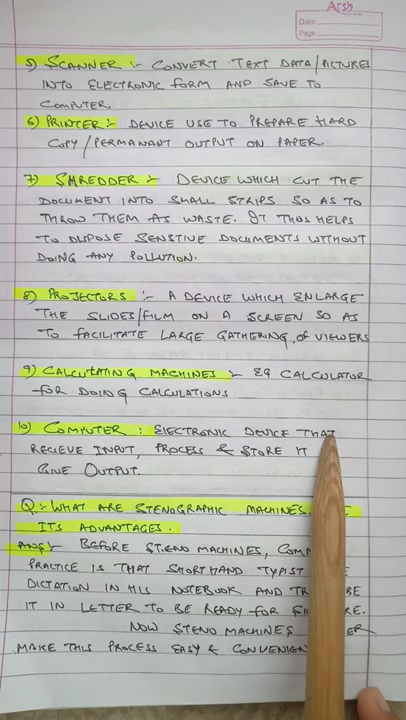 Arsh
Date
Page
5) SCANNER :- CONVERT TEXT DATA/PICTURES
INTO ELECTRONIC FORM AND SAVE TO
COMPUTER.
6) PRINTER :- DEVICE USE TO PREPARE HARD
COPY/PERMANANT OUTPUT ON PAPER.
7) SHREDDER :- DEVICE WHICH CUT THE
DOCUMENT INTO SMALL STRIPS SO AS TO
THROW THEM AS WASTE. IT THUS HELPS
TO DISPOSE SENSTIVE DOCUMENTS WITHOUT
DOING ANY POLLUTION.
8) PROJECTORS :- A DEVICE WHICH ENLARGE
THE SLIDES/FILM ON A SCREEN SO AS
TO FACILITATE LARGE GATHERING OF VIEWERS
9) CALCULATING MACHINES :- EG CALCULATOR
FOR DOING CALCULATIONS
10) COMPUTER : ELECTRONIC DEVICE THAT
RECIEVE INPUT, PROCESS & STORE IT
GIVE OUTPUT.
Q:- WHAT ARE STENOGRAPHIC MACHINES.
ITS ADVANTAGES.
Ans:- BEFORE STENO MACHINES,
PRACTICE IS THAT SHORTHAND TYPIST
DICTATION IN HIS NOTEBOOK AND
IT IN LETTER TO BE READY FOR
NOW STENO MACHINES
MAKE THIS PROCESS EASY &